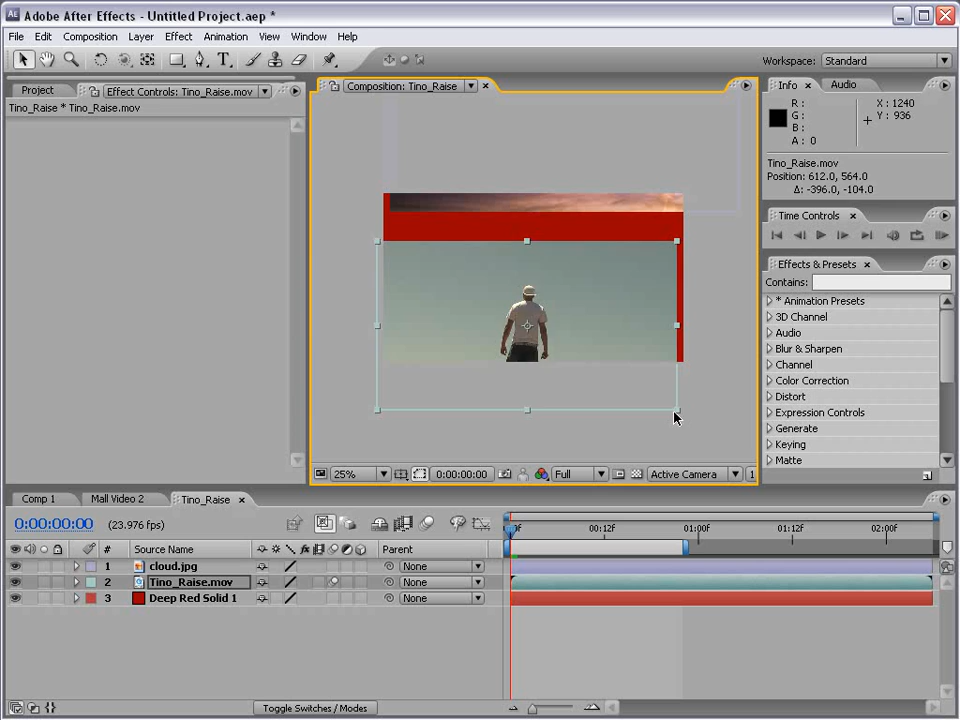 Adobe After Effects - Untitled Project.aep *
File Edit Composition Layer Effect Animation View Window Help
Workspace: Standard
Project Effect Controls: Tino_Raise.mov
Tino_Raise * Tino_Raise.mov
Composition: Tino_Raise
Info Audio
R : X : 1240
G : Y : 936
B :
A : 0
Tino_Raise.mov
Position: 612.0, 564.0
Δ: -396.0, -104.0
Time Controls
Effects & Presets
Contains:
* Animation Presets
3D Channel
Audio
Blur & Sharpen
Channel
Color Correction
Distort
Expression Controls
Generate
Keying
Matte
25% 0:00:00:00 Full Active Camera 1
Comp 1 Mall Video 2 Tino_Raise
0:00:00:00 (23.976 fps)
00:12f 01:00f 01:12f 02:00f
# Source Name Parent
1 cloud.jpg None
2 Tino_Raise.mov None
3 Deep Red Solid 1 None
Toggle Switches / Modes